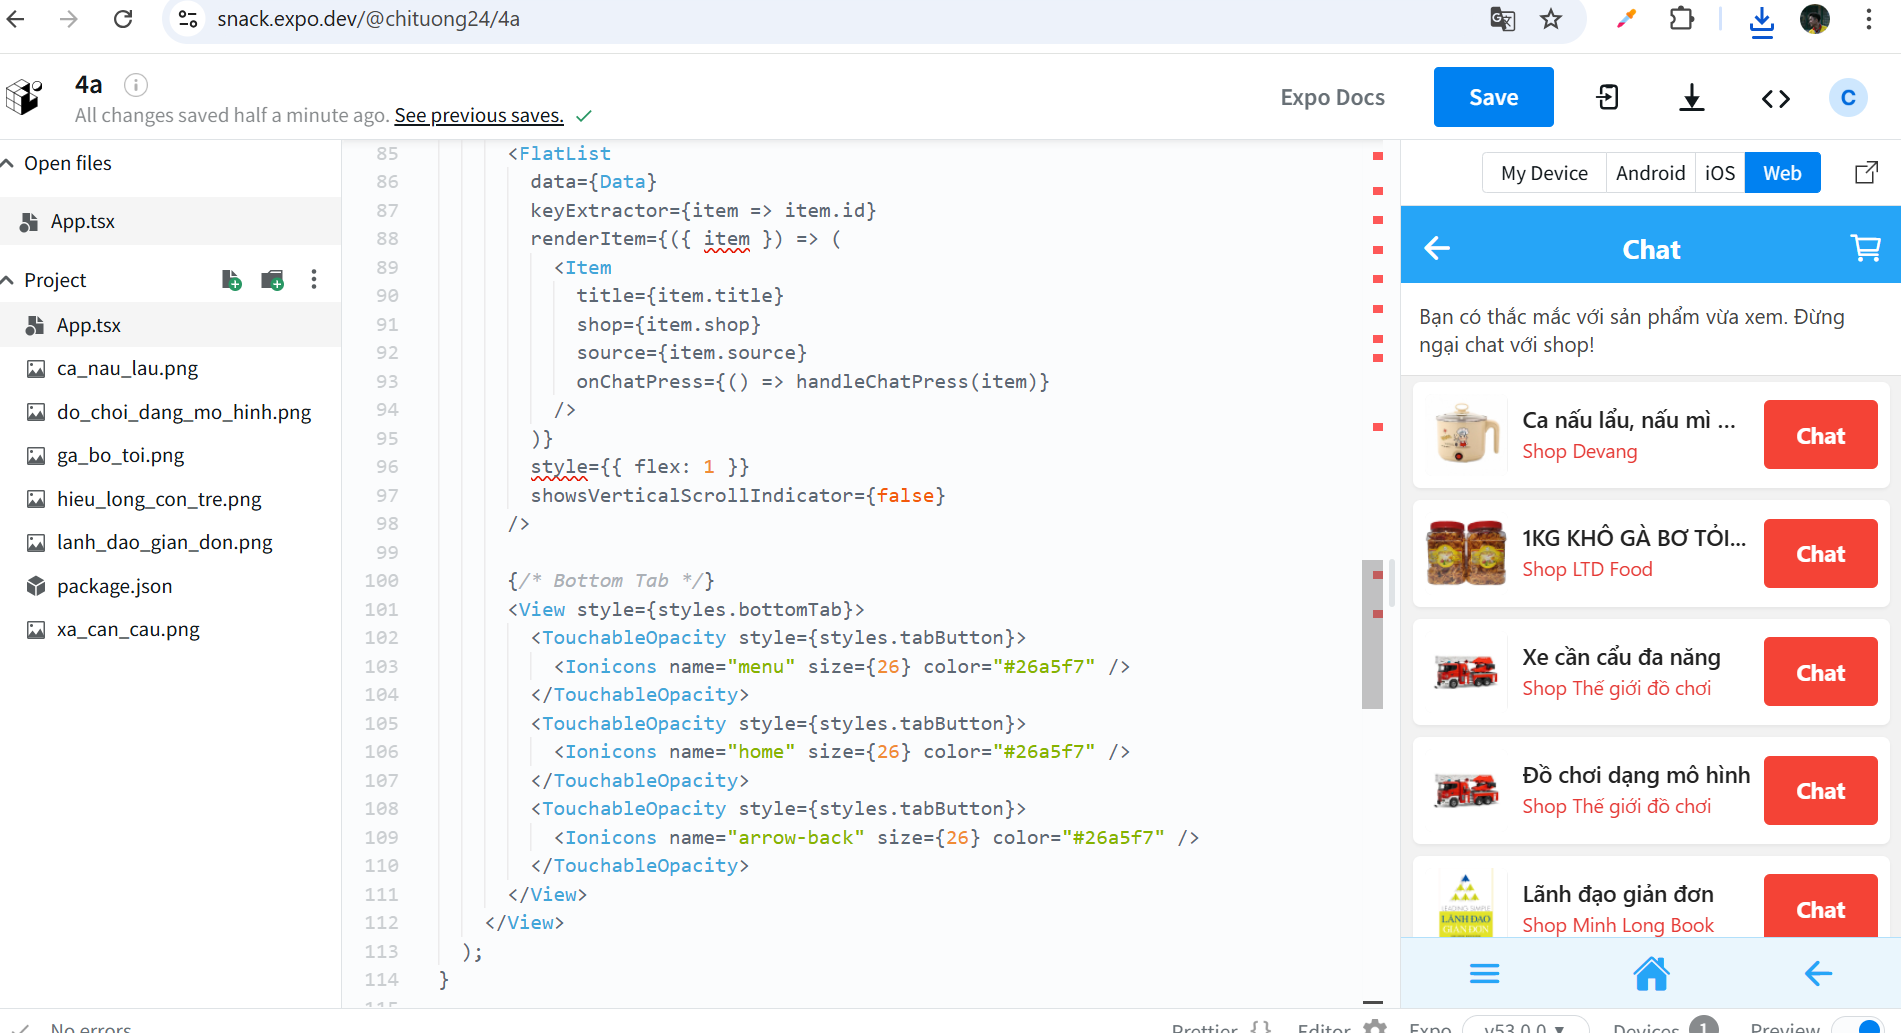 snack.expo.dev/@chituong24/4a
4a
All changes saved half a minute ago. See previous saves.
Expo Docs
Save
C
Open files
App.tsx
Project
App.tsx
ca_nau_lau.png
do_choi_dang_mo_hinh.png
ga_bo_toi.png
hieu_long_con_tre.png
lanh_dao_gian_don.png
package.json
xa_can_cau.png
85 <FlatList
86 data={Data}
87 keyExtractor={item => item.id}
88 renderItem={({ item }) => (
89 <Item
90 title={item.title}
91 shop={item.shop}
92 source={item.source}
93 onChatPress={() => handleChatPress(item)}
94 />
95 )}
96 style={{ flex: 1 }}
97 showsVerticalScrollIndicator={false}
98 />
99
100 {/* Bottom Tab */}
101 <View style={styles.bottomTab}>
102 <TouchableOpacity style={styles.tabButton}>
103 <Ionicons name="menu" size={26} color="#26a5f7" />
104 </TouchableOpacity>
105 <TouchableOpacity style={styles.tabButton}>
106 <Ionicons name="home" size={26} color="#26a5f7" />
107 </TouchableOpacity>
108 <TouchableOpacity style={styles.tabButton}>
109 <Ionicons name="arrow-back" size={26} color="#26a5f7" />
110 </TouchableOpacity>
111 </View>
112 </View>
113 );
114 }
115
My Device Android iOS Web
Chat
Bạn có thắc mắc với sản phẩm vừa xem. Đừng
ngại chat với shop!
Ca nấu lẩu, nấu mì ...
Shop Devang
Chat
1KG KHÔ GÀ BƠ TỎI...
Shop LTD Food
Chat
Xe cần cẩu đa năng
Shop Thế giới đồ chơi
Chat
Đồ chơi dạng mô hình
Shop Thế giới đồ chơi
Chat
LEADING SIMPLE
LÃNH ĐẠO
GIẢN ĐƠN
Lãnh đạo giản đơn
Shop Minh Long Book
Chat
No errors
Prettier {} Editor Expo v53.0.0 ▼ Devices 1 Preview